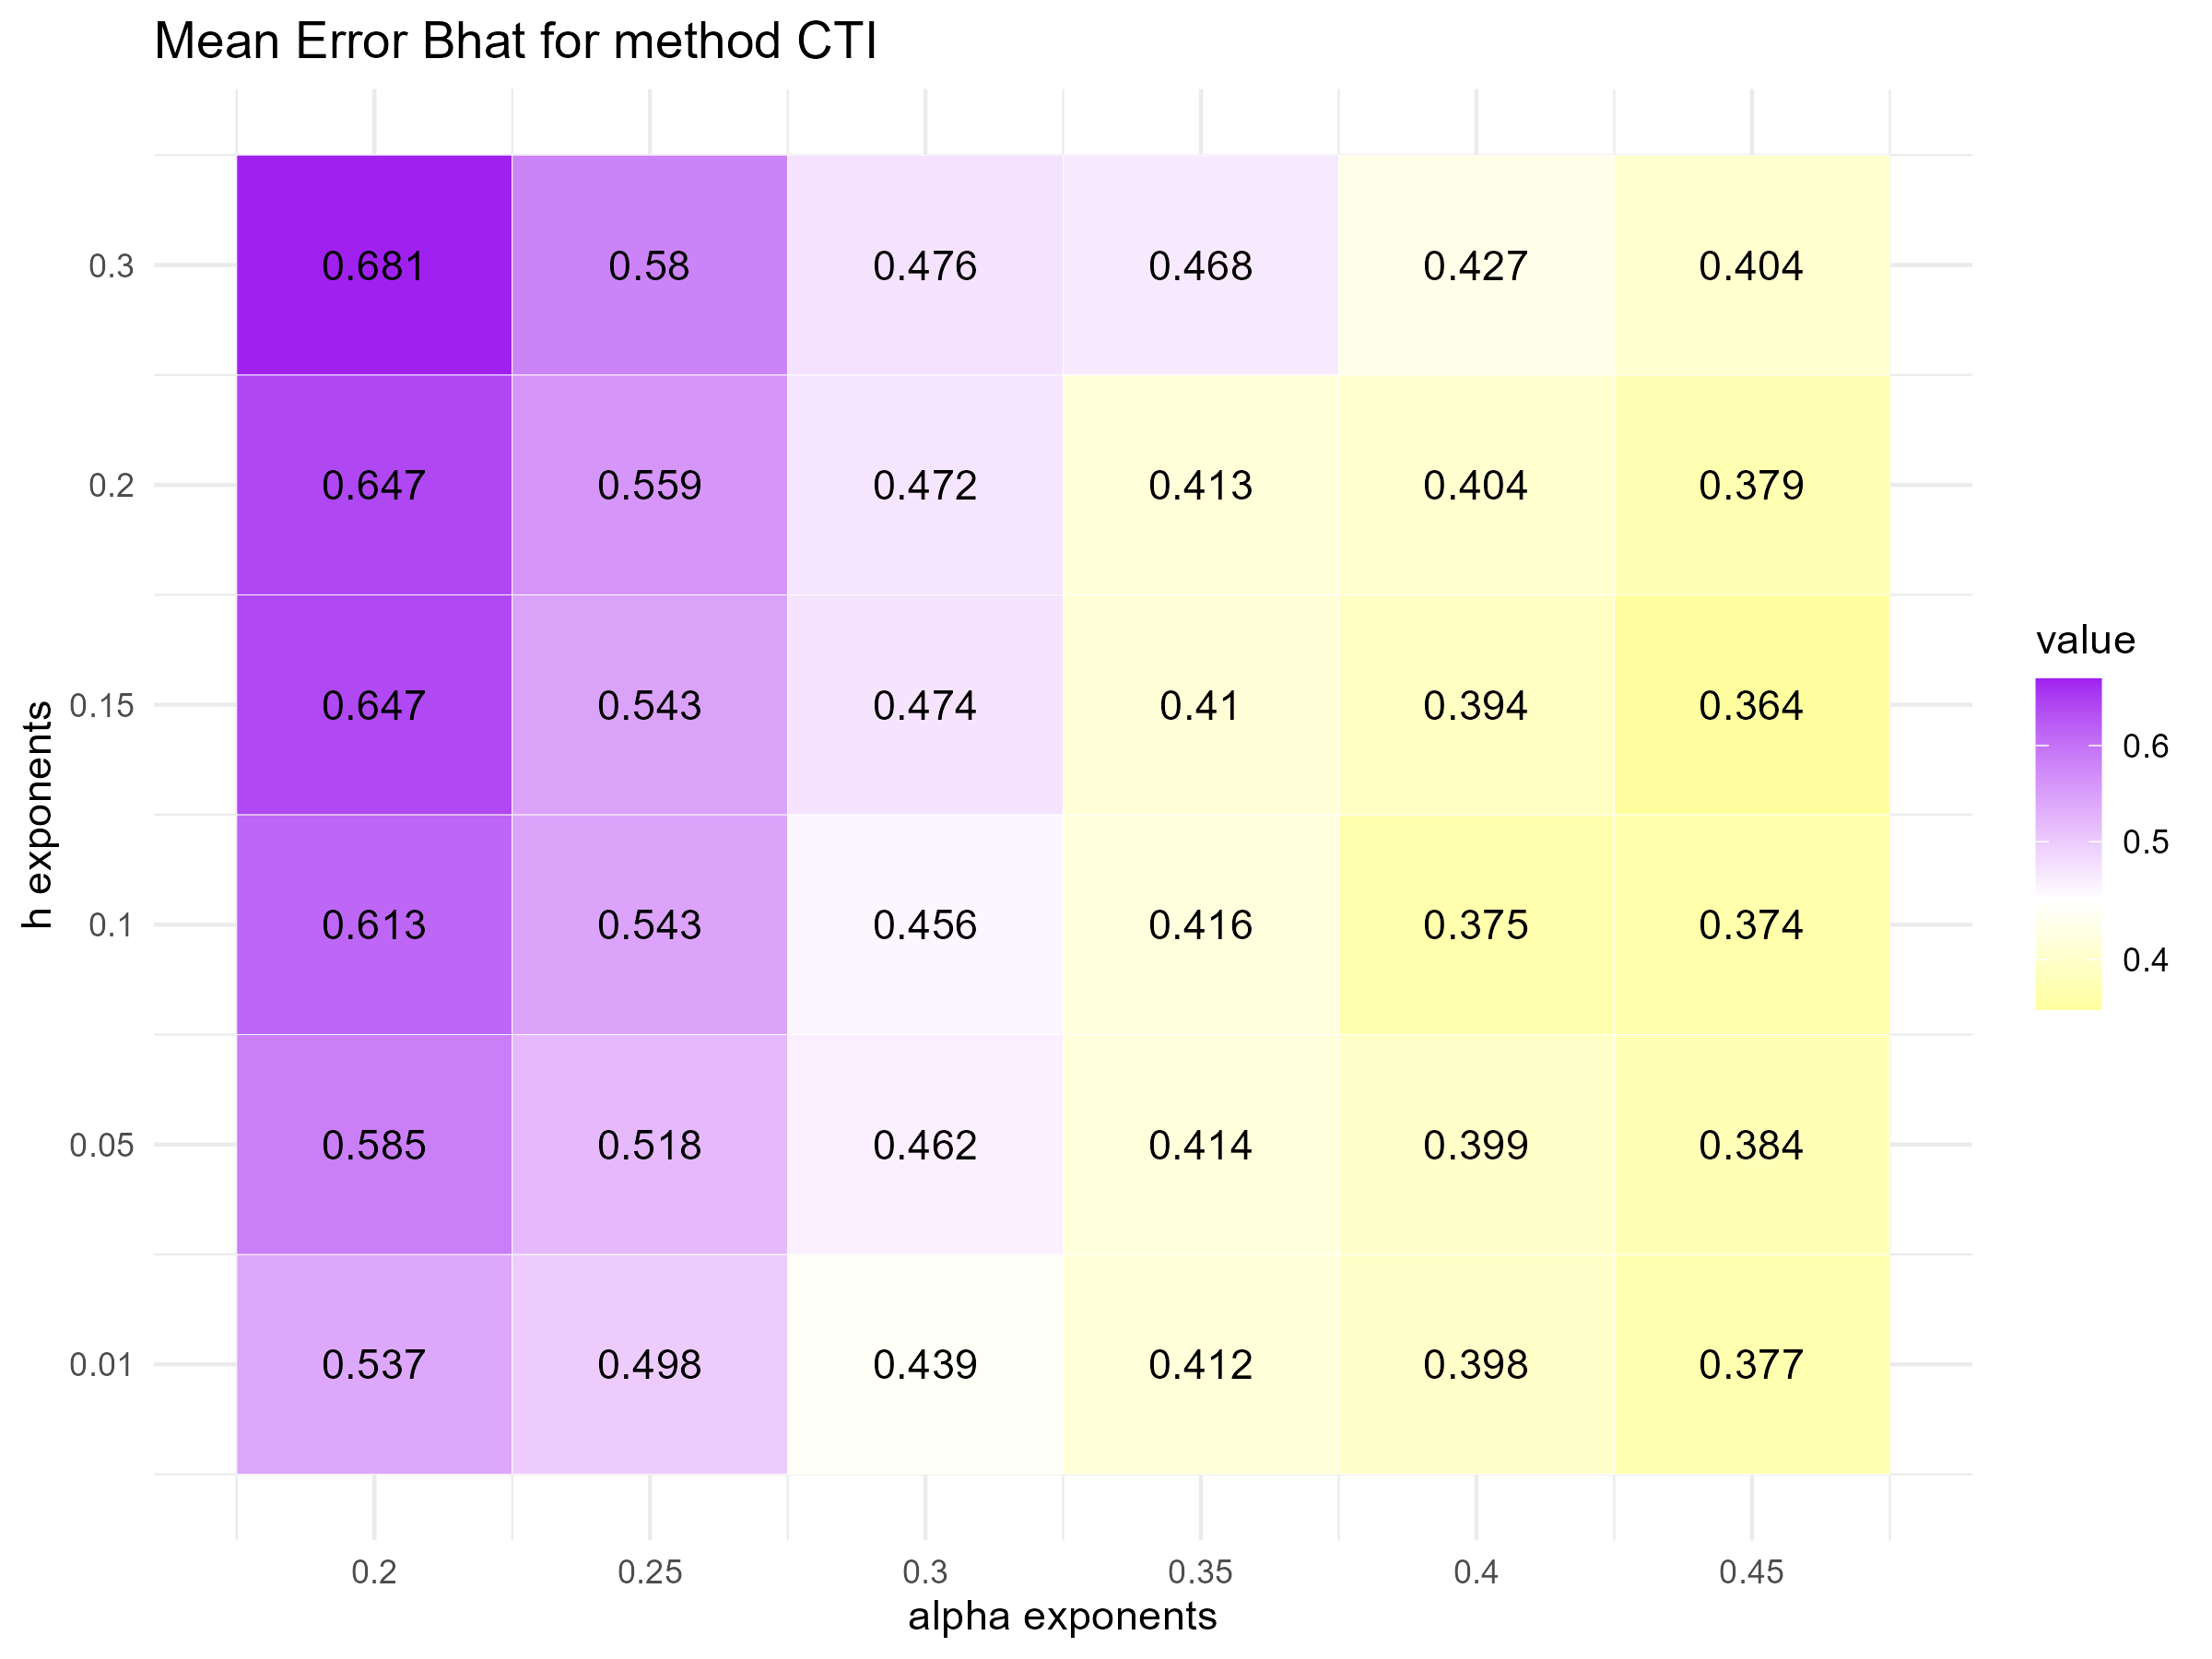 Mean Error Bhat for method CTI
0.3 0.681 0.58 0.476 0.468 0.427 0.404
0.2 0.647 0.559 0.472 0.413 0.404 0.379
0.15 0.647 0.543 0.474 0.41 0.394 0.364
0.1 0.613 0.543 0.456 0.416 0.375 0.374
0.05 0.585 0.518 0.462 0.414 0.399 0.384
0.01 0.537 0.498 0.439 0.412 0.398 0.377
0.2 0.25 0.3 0.35 0.4 0.45
alpha exponents
h exponents
value
0.6
0.5
0.4